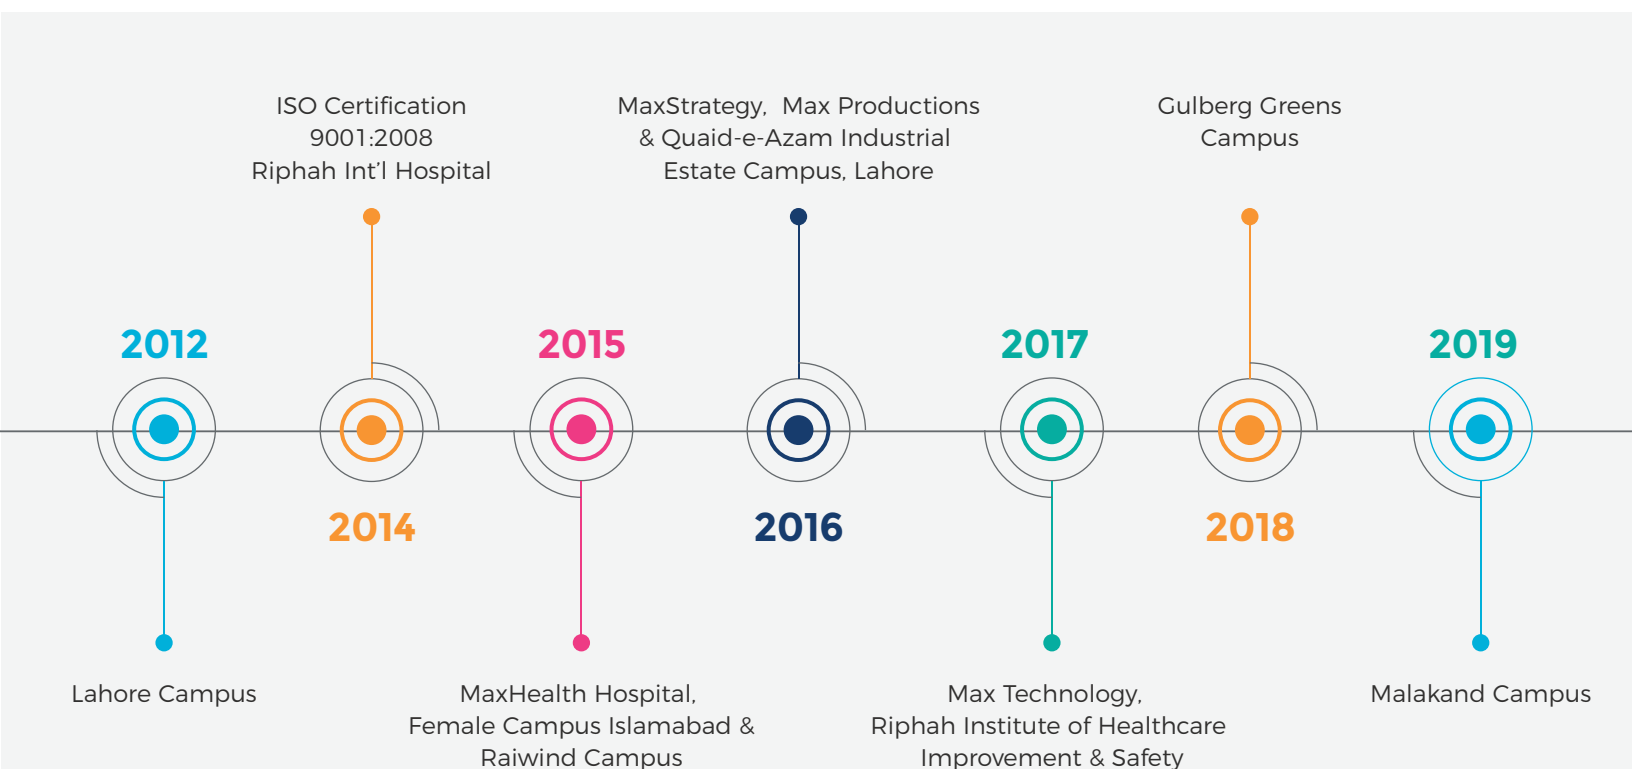 ISO Certification
9001:2008
Riphah Int'l Hospital
MaxStrategy,  Max Productions
& Quaid-e-Azam Industrial
Estate Campus, Lahore
Gulberg Greens
Campus
2012
2015
2017
2019
2014
2016
2018
Lahore Campus
MaxHealth Hospital,
Female Campus Islamabad &
Raiwind Campus
Max Technology,
Riphah Institute of Healthcare
Improvement & Safety
Malakand Campus